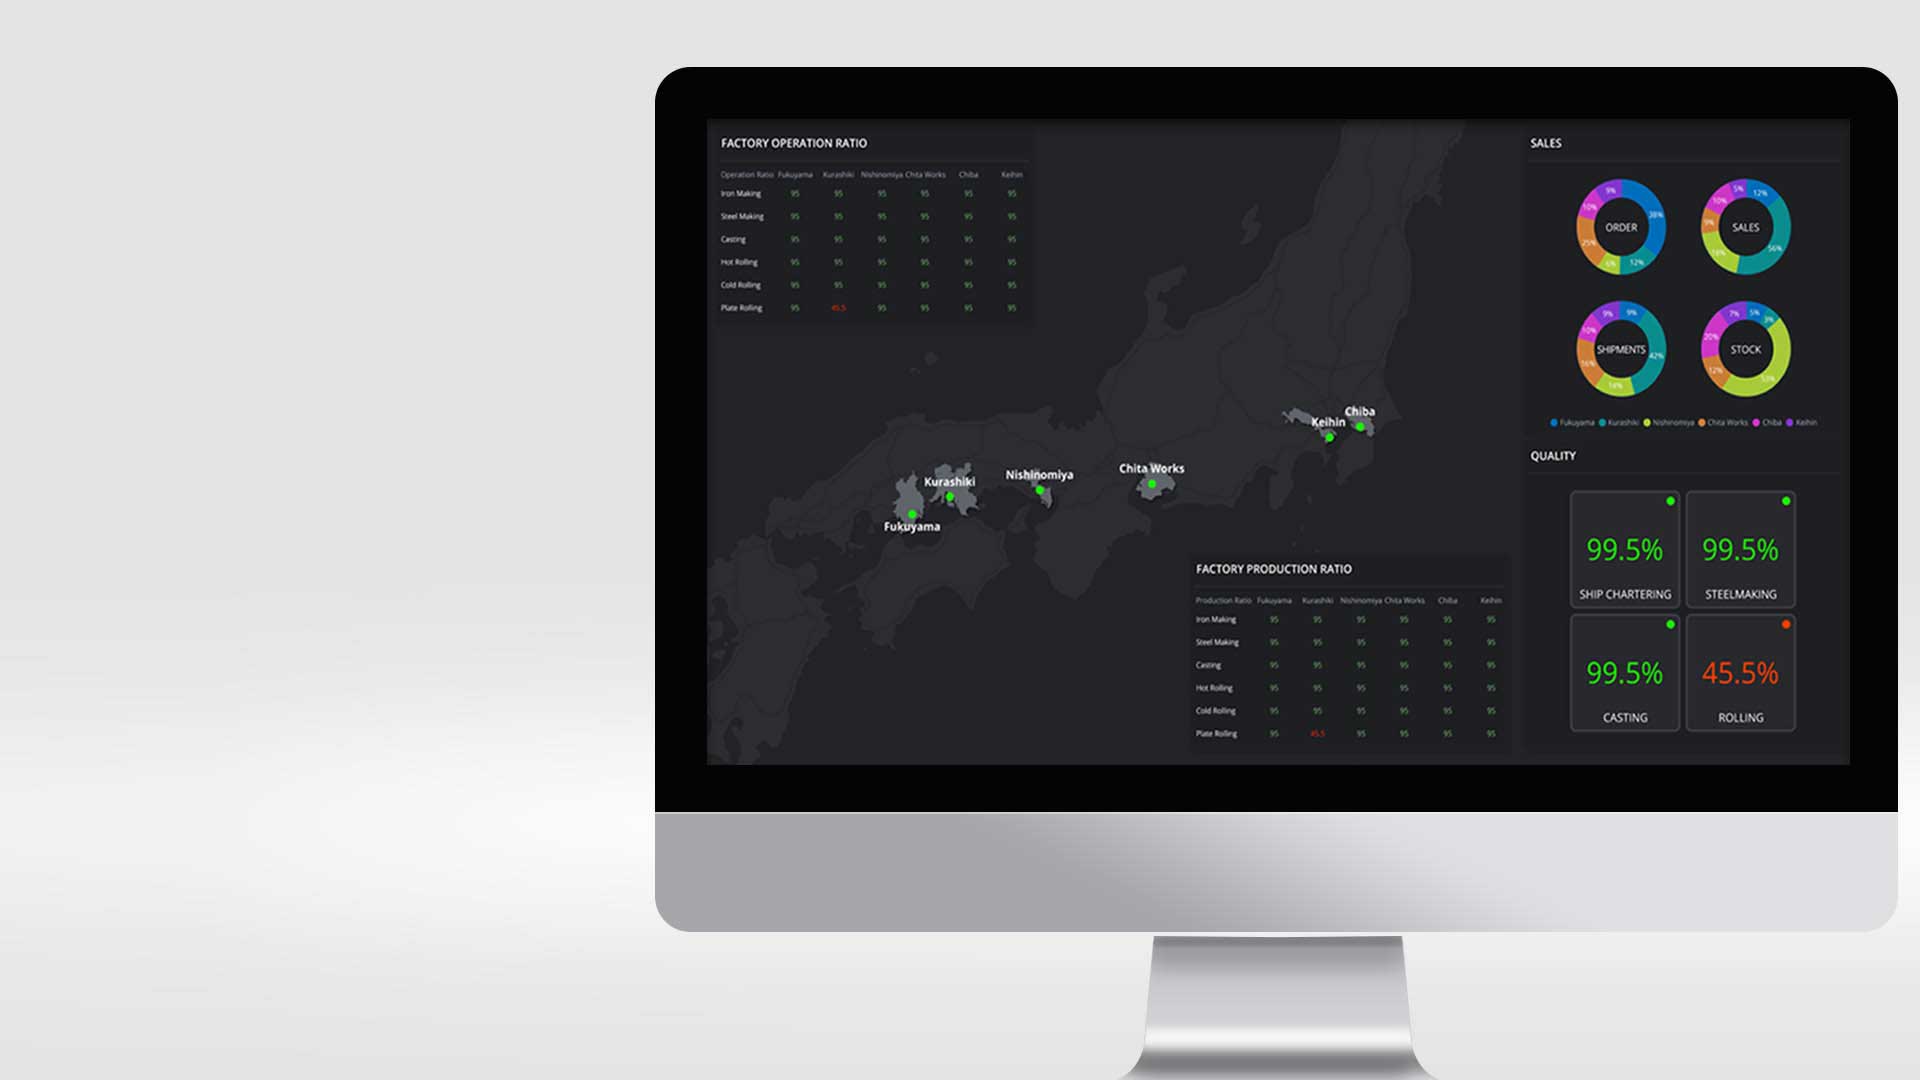 FACTORY OPERATION RATIO
Operation Ratio Fukuyama Kurashiki Nishinomiya Chita Works Chiba Keihin
Iron Making 95 95 95 95 95 95
Steel Making 95 95 95 95 95 95
Casting 95 95 95 95 95 95
Hot Rolling 95 95 95 95 95 95
Cold Rolling 95 95 95 95 95 95
Plate Rolling 95 45.5 95 95 95 95
Chiba
Keihin
Chita Works
Nishinomiya
Kurashiki
Fukuyama
FACTORY PRODUCTION RATIO
Production Ratio Fukuyama Kurashiki Nishinomiya Chita Works Chiba Keihin
Iron Making 95 95 95 95 95 95
Steel Making 95 95 95 95 95 95
Casting 95 95 95 95 95 95
Hot Rolling 95 95 95 95 95 95
Cold Rolling 95 95 95 95 95 95
Plate Rolling 95 45.5 95 95 95 95
SALES
ORDER
9%
10%
25%
6%
12%
SALES
5%
12%
10%
56%
SHIPMENTS
9%
9%
10%
42%
14%
STOCK
7%
5%
3%
20%
12%
Fukuyama Kurashiki Nishinomiya Chita Works Chiba Keihin
QUALITY
99.5%
SHIP CHARTERING
99.5%
STEELMAKING
99.5%
CASTING
45.5%
ROLLING